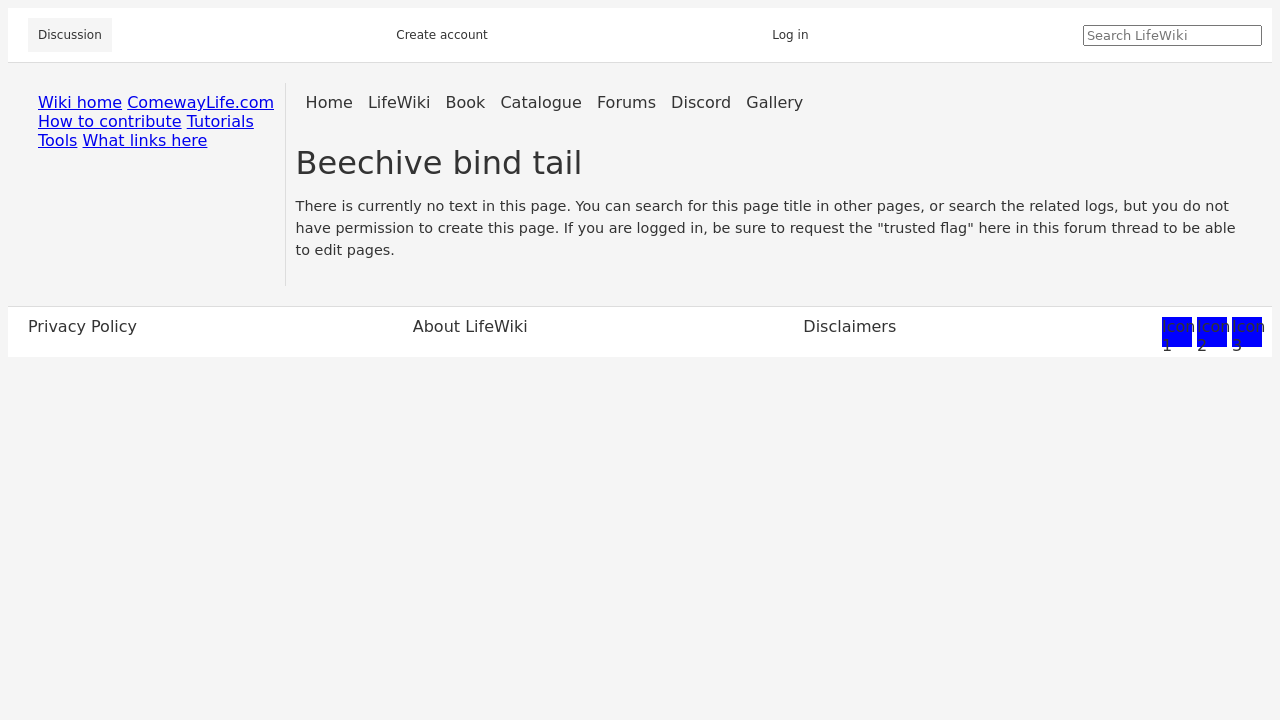 Discussion Create account Log in Search LifeWiki
Wiki home ComewayLife.com
How to contribute Tutorials
Tools What links here
Home LifeWiki Book Catalogue Forums Discord Gallery
Beechive bind tail
There is currently no text in this page. You can search for this page title in other pages, or search the related logs, but you do not
have permission to create this page. If you are logged in, be sure to request the "trusted flag" here in this forum thread to be able
to edit pages.
Privacy Policy About LifeWiki Disclaimers Icon Icon Icon
1 2 3